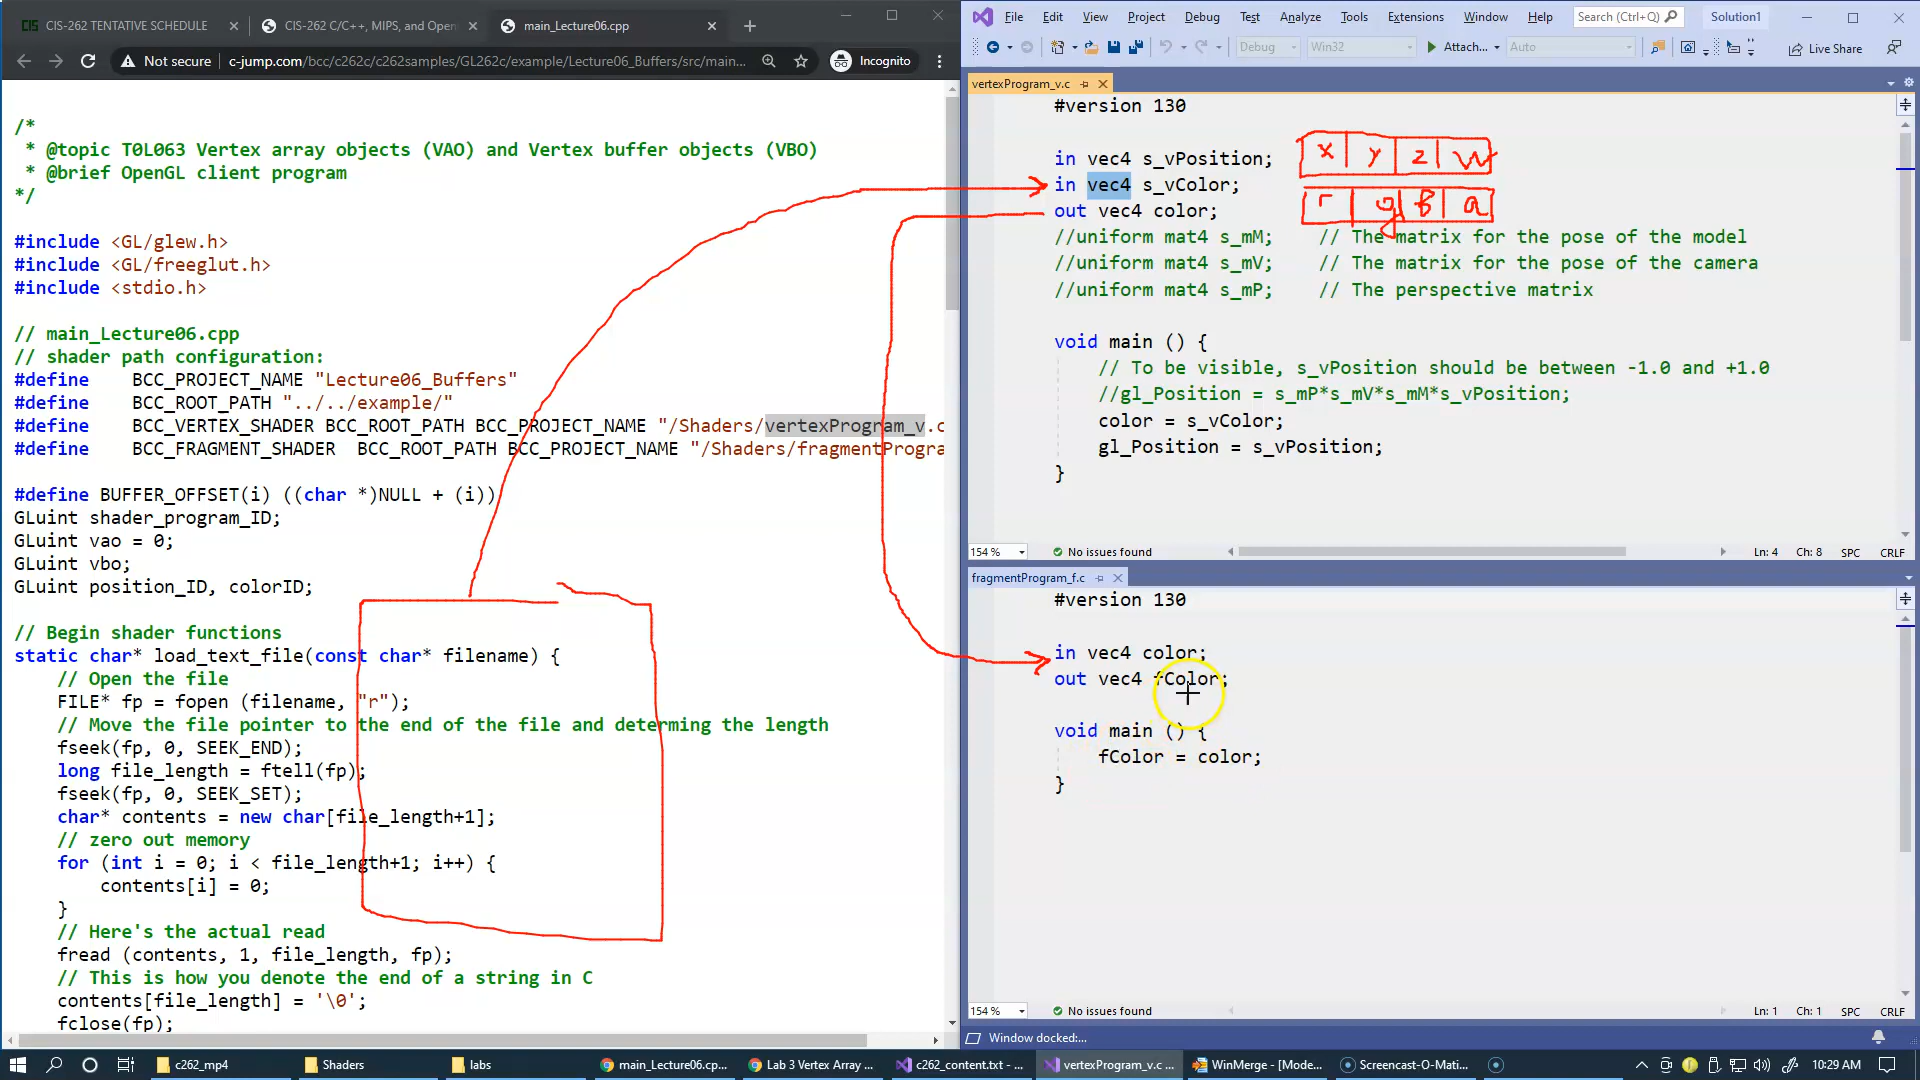 CIS-262 TENTATIVE SCHEDULE
CIS-262 C/C++, MIPS, and Open
main_Lecture06.cpp
Not secure
c-jump.com/bcc/c262c/c262samples/GL262c/example/Lecture06_Buffers/src/main...
Incognito
/*
* @topic T0L063 Vertex array objects (VAO) and Vertex buffer objects (VBO)
* @brief OpenGL client program
*/
#include <GL/glew.h>
#include <GL/freeglut.h>
#include <stdio.h>
// main_Lecture06.cpp
// shader path configuration:
#define    BCC_PROJECT_NAME "Lecture06_Buffers"
#define    BCC_ROOT_PATH "../../example/"
#define    BCC_VERTEX_SHADER BCC_ROOT_PATH BCC_PROJECT_NAME "/Shaders/vertexProgram_v.c
#define    BCC_FRAGMENT_SHADER  BCC_ROOT_PATH BCC_PROJECT_NAME "/Shaders/fragmentProgra
#define BUFFER_OFFSET(i) ((char *)NULL + (i))
GLuint shader_program_ID;
GLuint vao = 0;
GLuint vbo;
GLuint position_ID, colorID;
// Begin shader functions
static char* load_text_file(const char* filename) {
// Open the file
FILE* fp = fopen (filename, "r");
// Move the file pointer to the end of the file and determing the length
fseek(fp, 0, SEEK_END);
long file_length = ftell(fp);
fseek(fp, 0, SEEK_SET);
char* contents = new char[file_length+1];
// zero out memory
for (int i = 0; i < file_length+1; i++) {
contents[i] = 0;
}
// Here's the actual read
fread (contents, 1, file_length, fp);
// This is how you denote the end of a string in C
contents[file_length] = '\0';
fclose(fp);
File Edit View Project Debug Test Analyze Tools Extensions Window Help Search (Ctrl+Q) Solution1
Debug Win32 Attach... Auto Live Share
vertexProgram_v.c
#version 130
in vec4 s_vPosition;
x y z w
in vec4 s_vColor;
r g b a
out vec4 color;
//uniform mat4 s_mM;    // The matrix for the pose of the model
//uniform mat4 s_mV;    // The matrix for the pose of the camera
//uniform mat4 s_mP;    // The perspective matrix
void main () {
// To be visible, s_vPosition should be between -1.0 and +1.0
//gl_Position = s_mP*s_mV*s_mM*s_vPosition;
color = s_vColor;
gl_Position = s_vPosition;
}
154 % No issues found Ln: 4 Ch: 8 SPC CRLF
fragmentProgram_f.c
#version 130
in vec4 color;
out vec4 fColor;
void main () {
fColor = color;
}
154 % No issues found Ln: 1 Ch: 1 SPC CRLF
Window docked:...
c262_mp4 Shaders labs main_Lecture06.cp... Lab 3 Vertex Array ... c262_content.txt - ... vertexProgram_v.c ... WinMerge - [Mode... Screencast-O-Mati... 10:29 AM